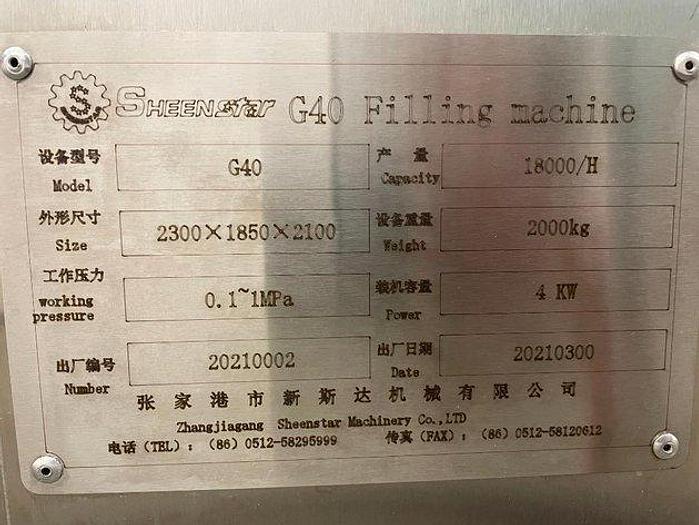 SHEENSTAR SHEENSTAR G40 Filling machine
设备型号 Model G40 产量 Capacity 18000/H
外形尺寸 Size 2300×1850×2100 设备重量 Weight 2000kg
工作压力 working pressure 0.1~1MPa 装机容量 Power 4 KW
出厂编号 Number 20210002 出厂日期 Date 20210300
张家港市新斯达机械有限公司
Zhangjiagang Sheenstar Machinery Co.,LTD
电话（TEL）：（86）0512-58295999 传真（FAX）：（86）0512-58120612